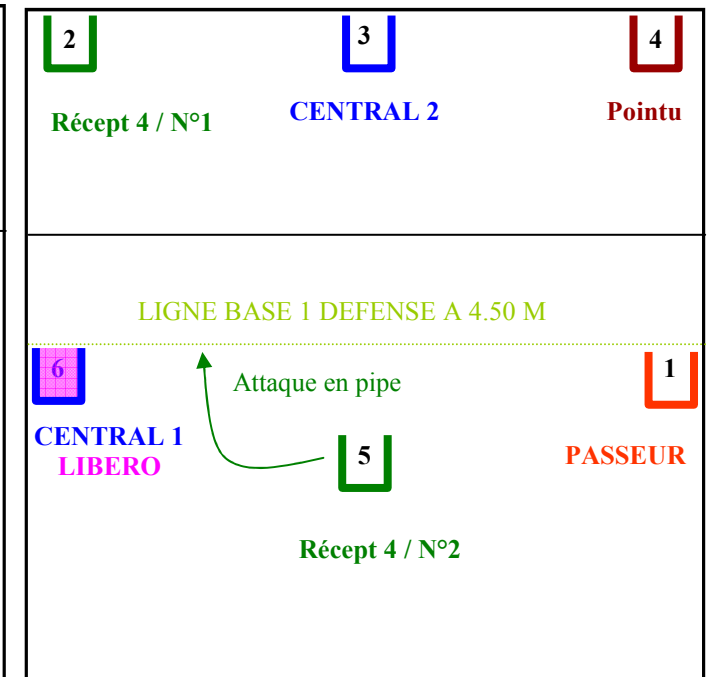 2 3 4
Récept 4 / N°1 CENTRAL 2 Pointu
LIGNE BASE 1 DEFENSE A 4.50 M
6 Attaque en pipe 1
CENTRAL 1
LIBERO
5
PASSEUR
Récept 4 / N°2